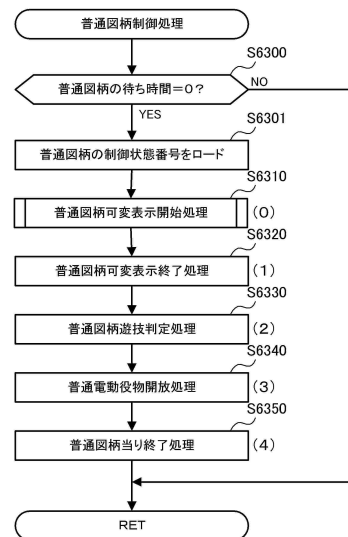 普通図柄制御処理
S6300
普通図柄の待ち時間=0?
NO
YES
S6301
普通図柄の制御状態番号をロード
S6310
普通図柄可変表示開始処理
(0)
S6320
普通図柄可変表示終了処理
(1)
S6330
普通図柄遊技判定処理
(2)
S6340
普通電動役物開放処理
(3)
S6350
普通図柄当り終了処理
(4)
RET